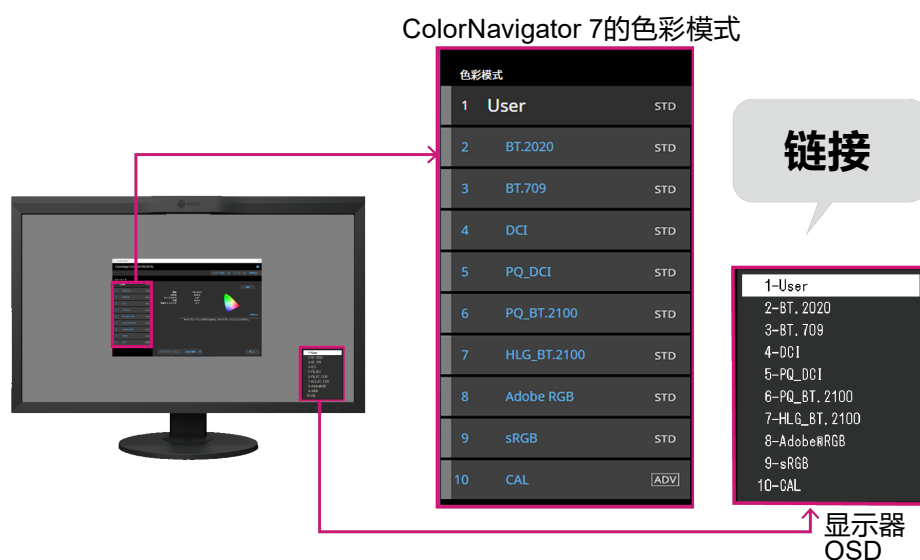 ColorNavigator 7的色彩模式
色彩模式
1 User STD
2 BT.2020 STD
3 BT.709 STD
4 DCI STD
5 PQ_DCI STD
6 PQ_BT.2100 STD
7 HLG_BT.2100 STD
8 Adobe RGB STD
9 sRGB STD
10 CAL ADV
链接
1-User
2-BT.2020
3-BT.709
4-DCI
5-PQ_DCI
6-PQ_BT.2100
7-HLG_BT.2100
8-Adobe®RGB
9-sRGB
10-CAL
显示器
OSD